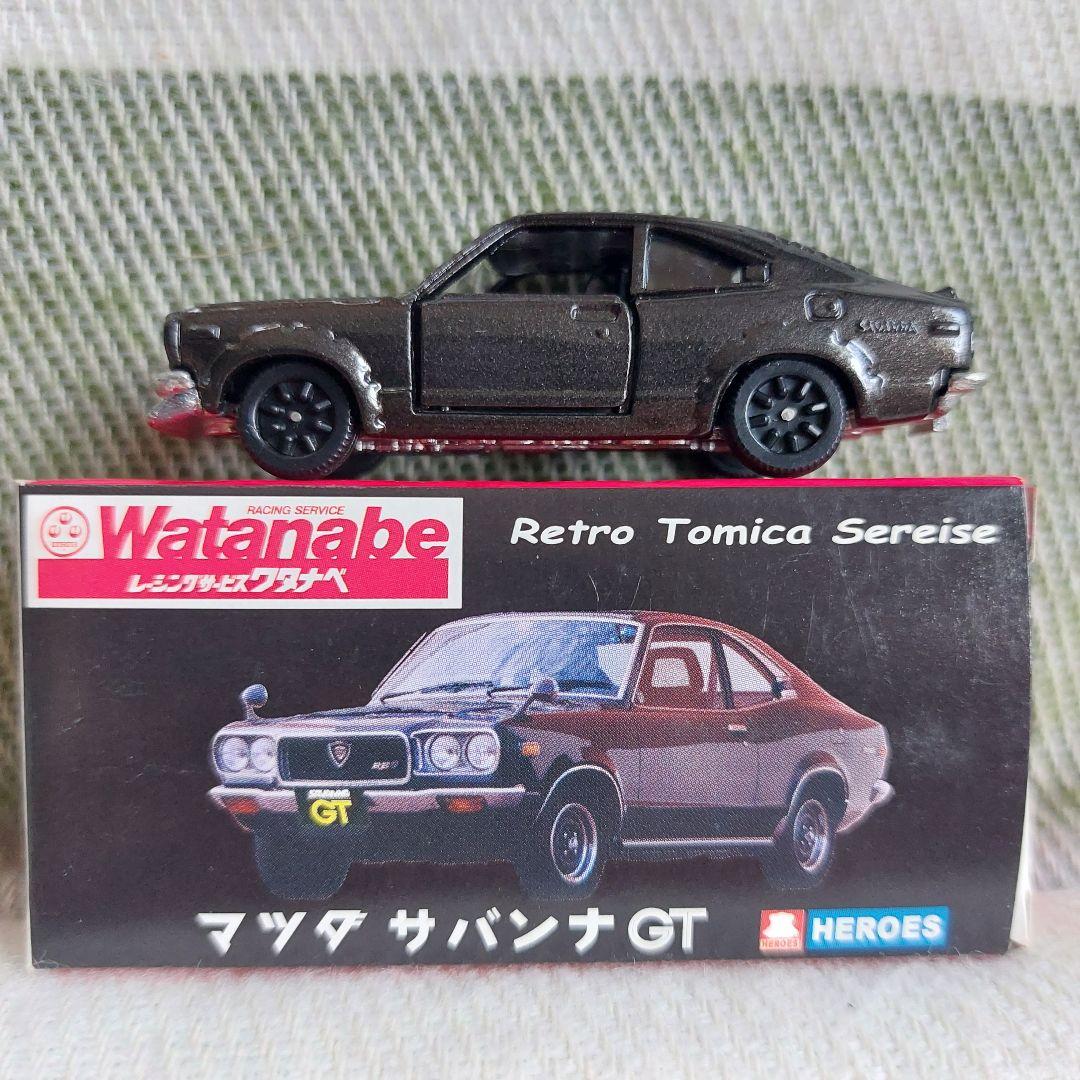 SAVANNA
RACING SERVICE
Watanabe
レーシングサービスワタナベ
Retro Tomica Sereise
GT
マツダ サバンナGT
HEROES
HEROES